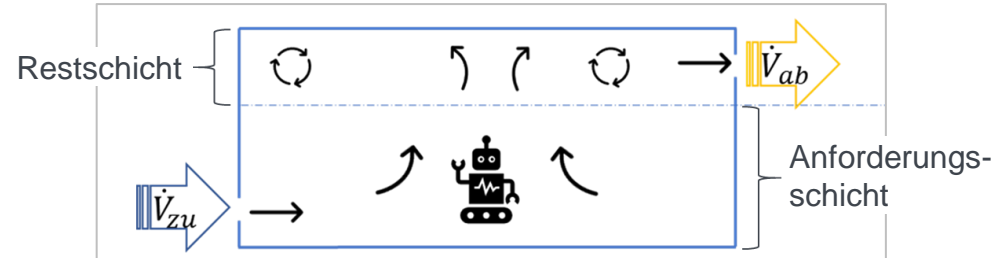 Restschicht
V̇ab
V̇zu
Anforderungs-
schicht